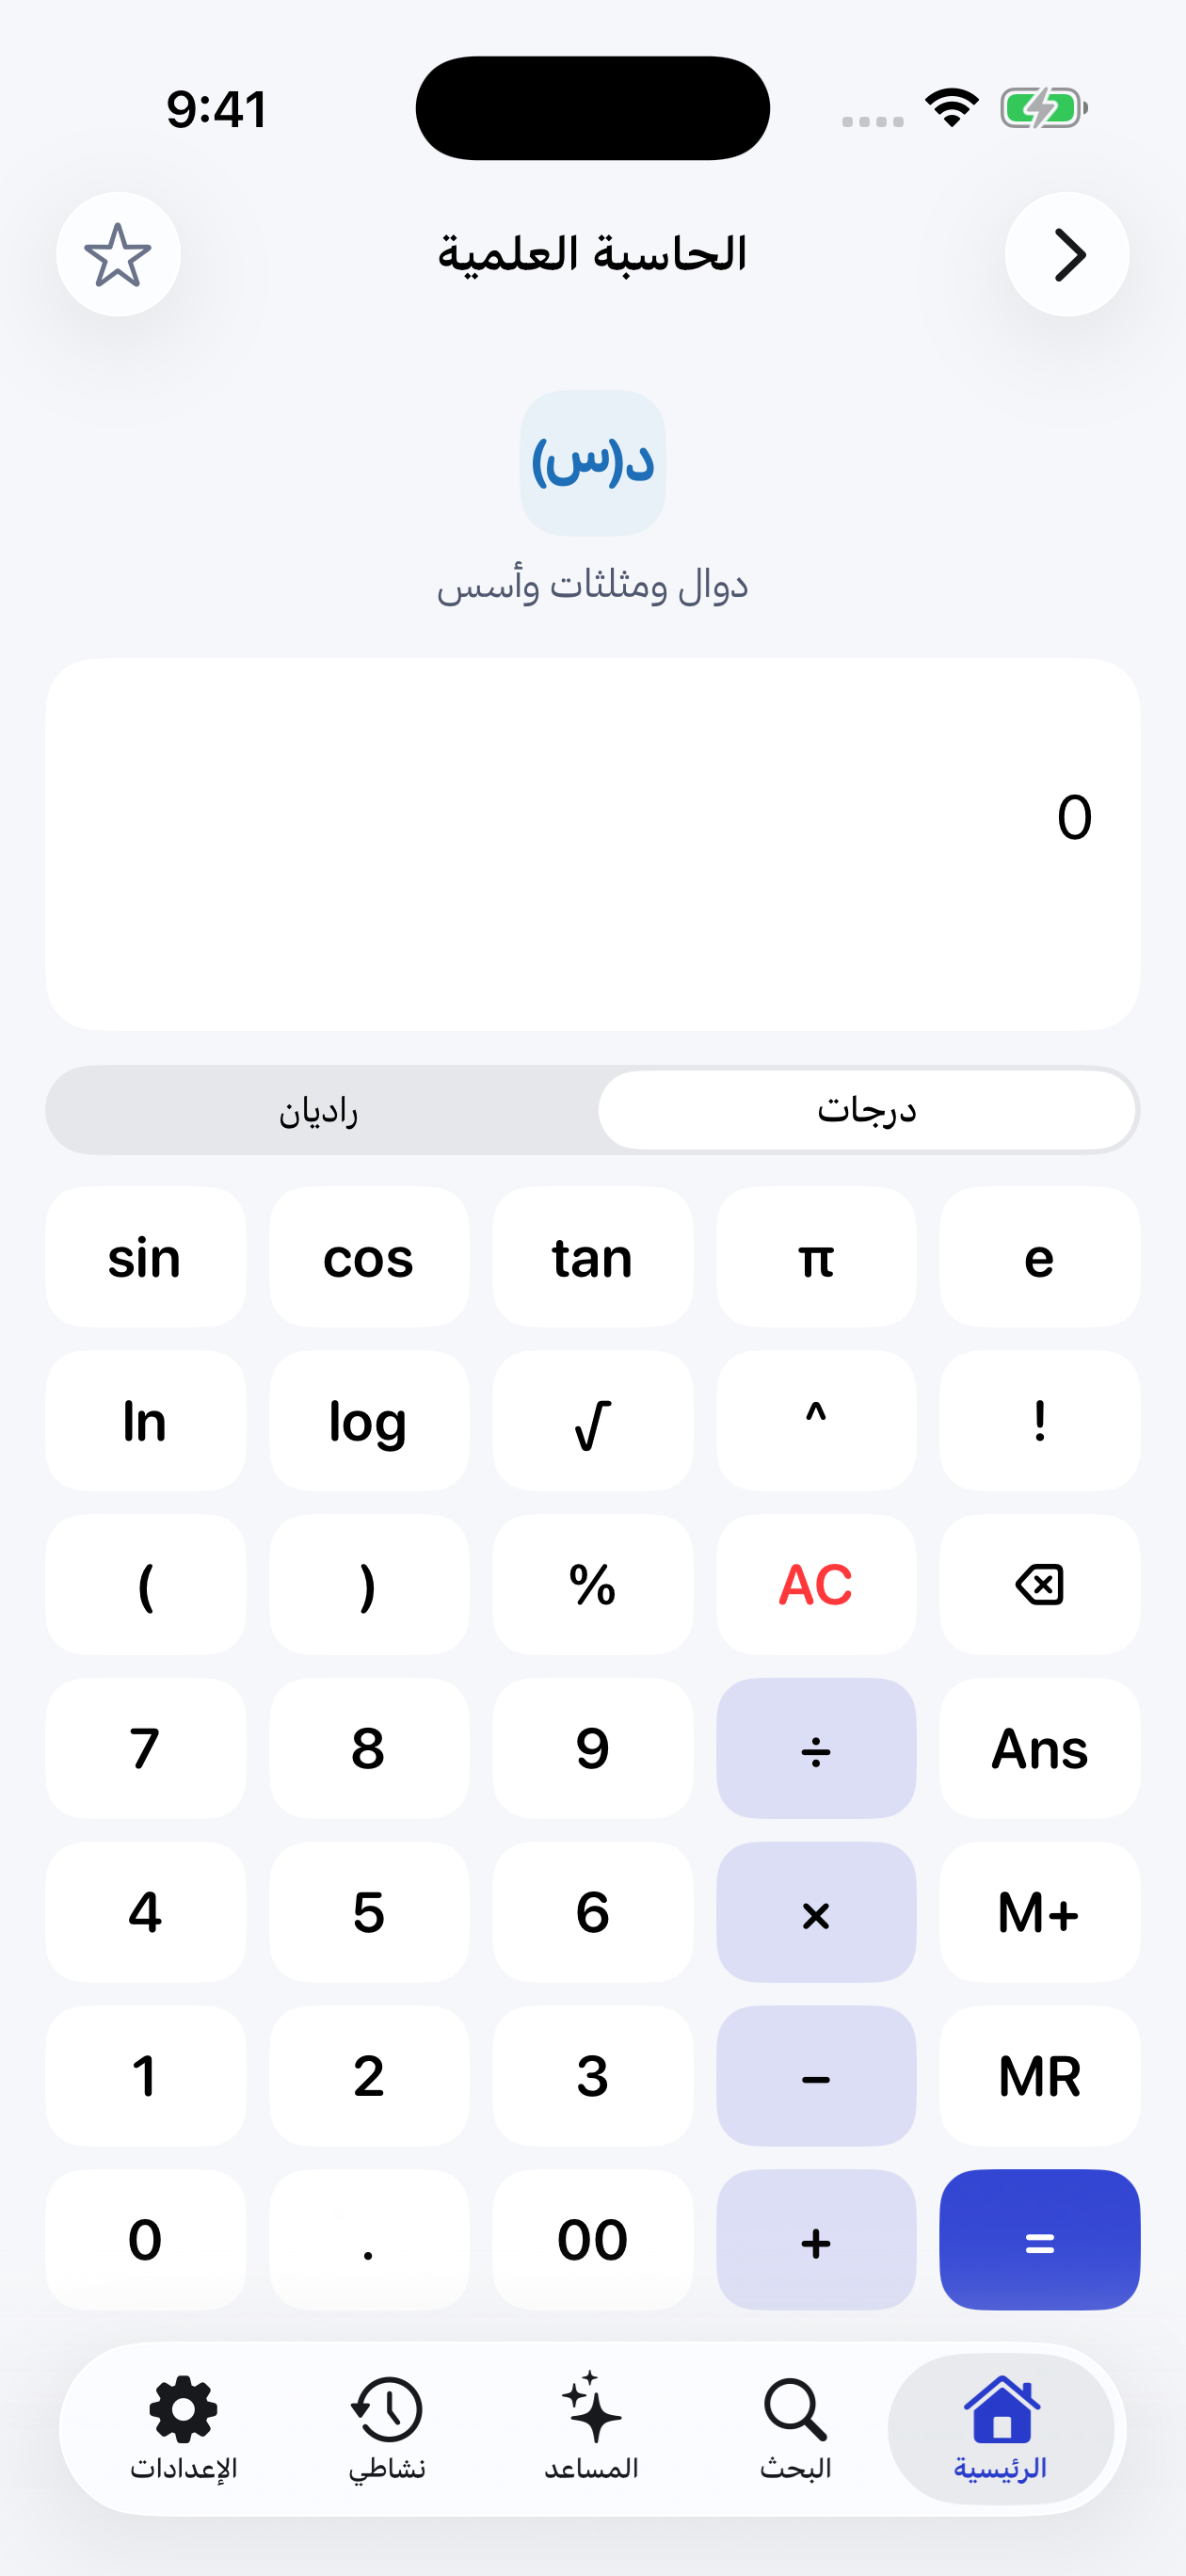 9:41
الحاسبة العلمية
د(س)
دوال ومثلثات وأسس
0
درجات راديان
sin cos tan π e
ln log √ ^ !
( ) % AC
7 8 9 ÷ Ans
4 5 6 × M+
1 2 3 − MR
0 . 00 + =
الرئيسية البحث المساعد نشاطي الإعدادات